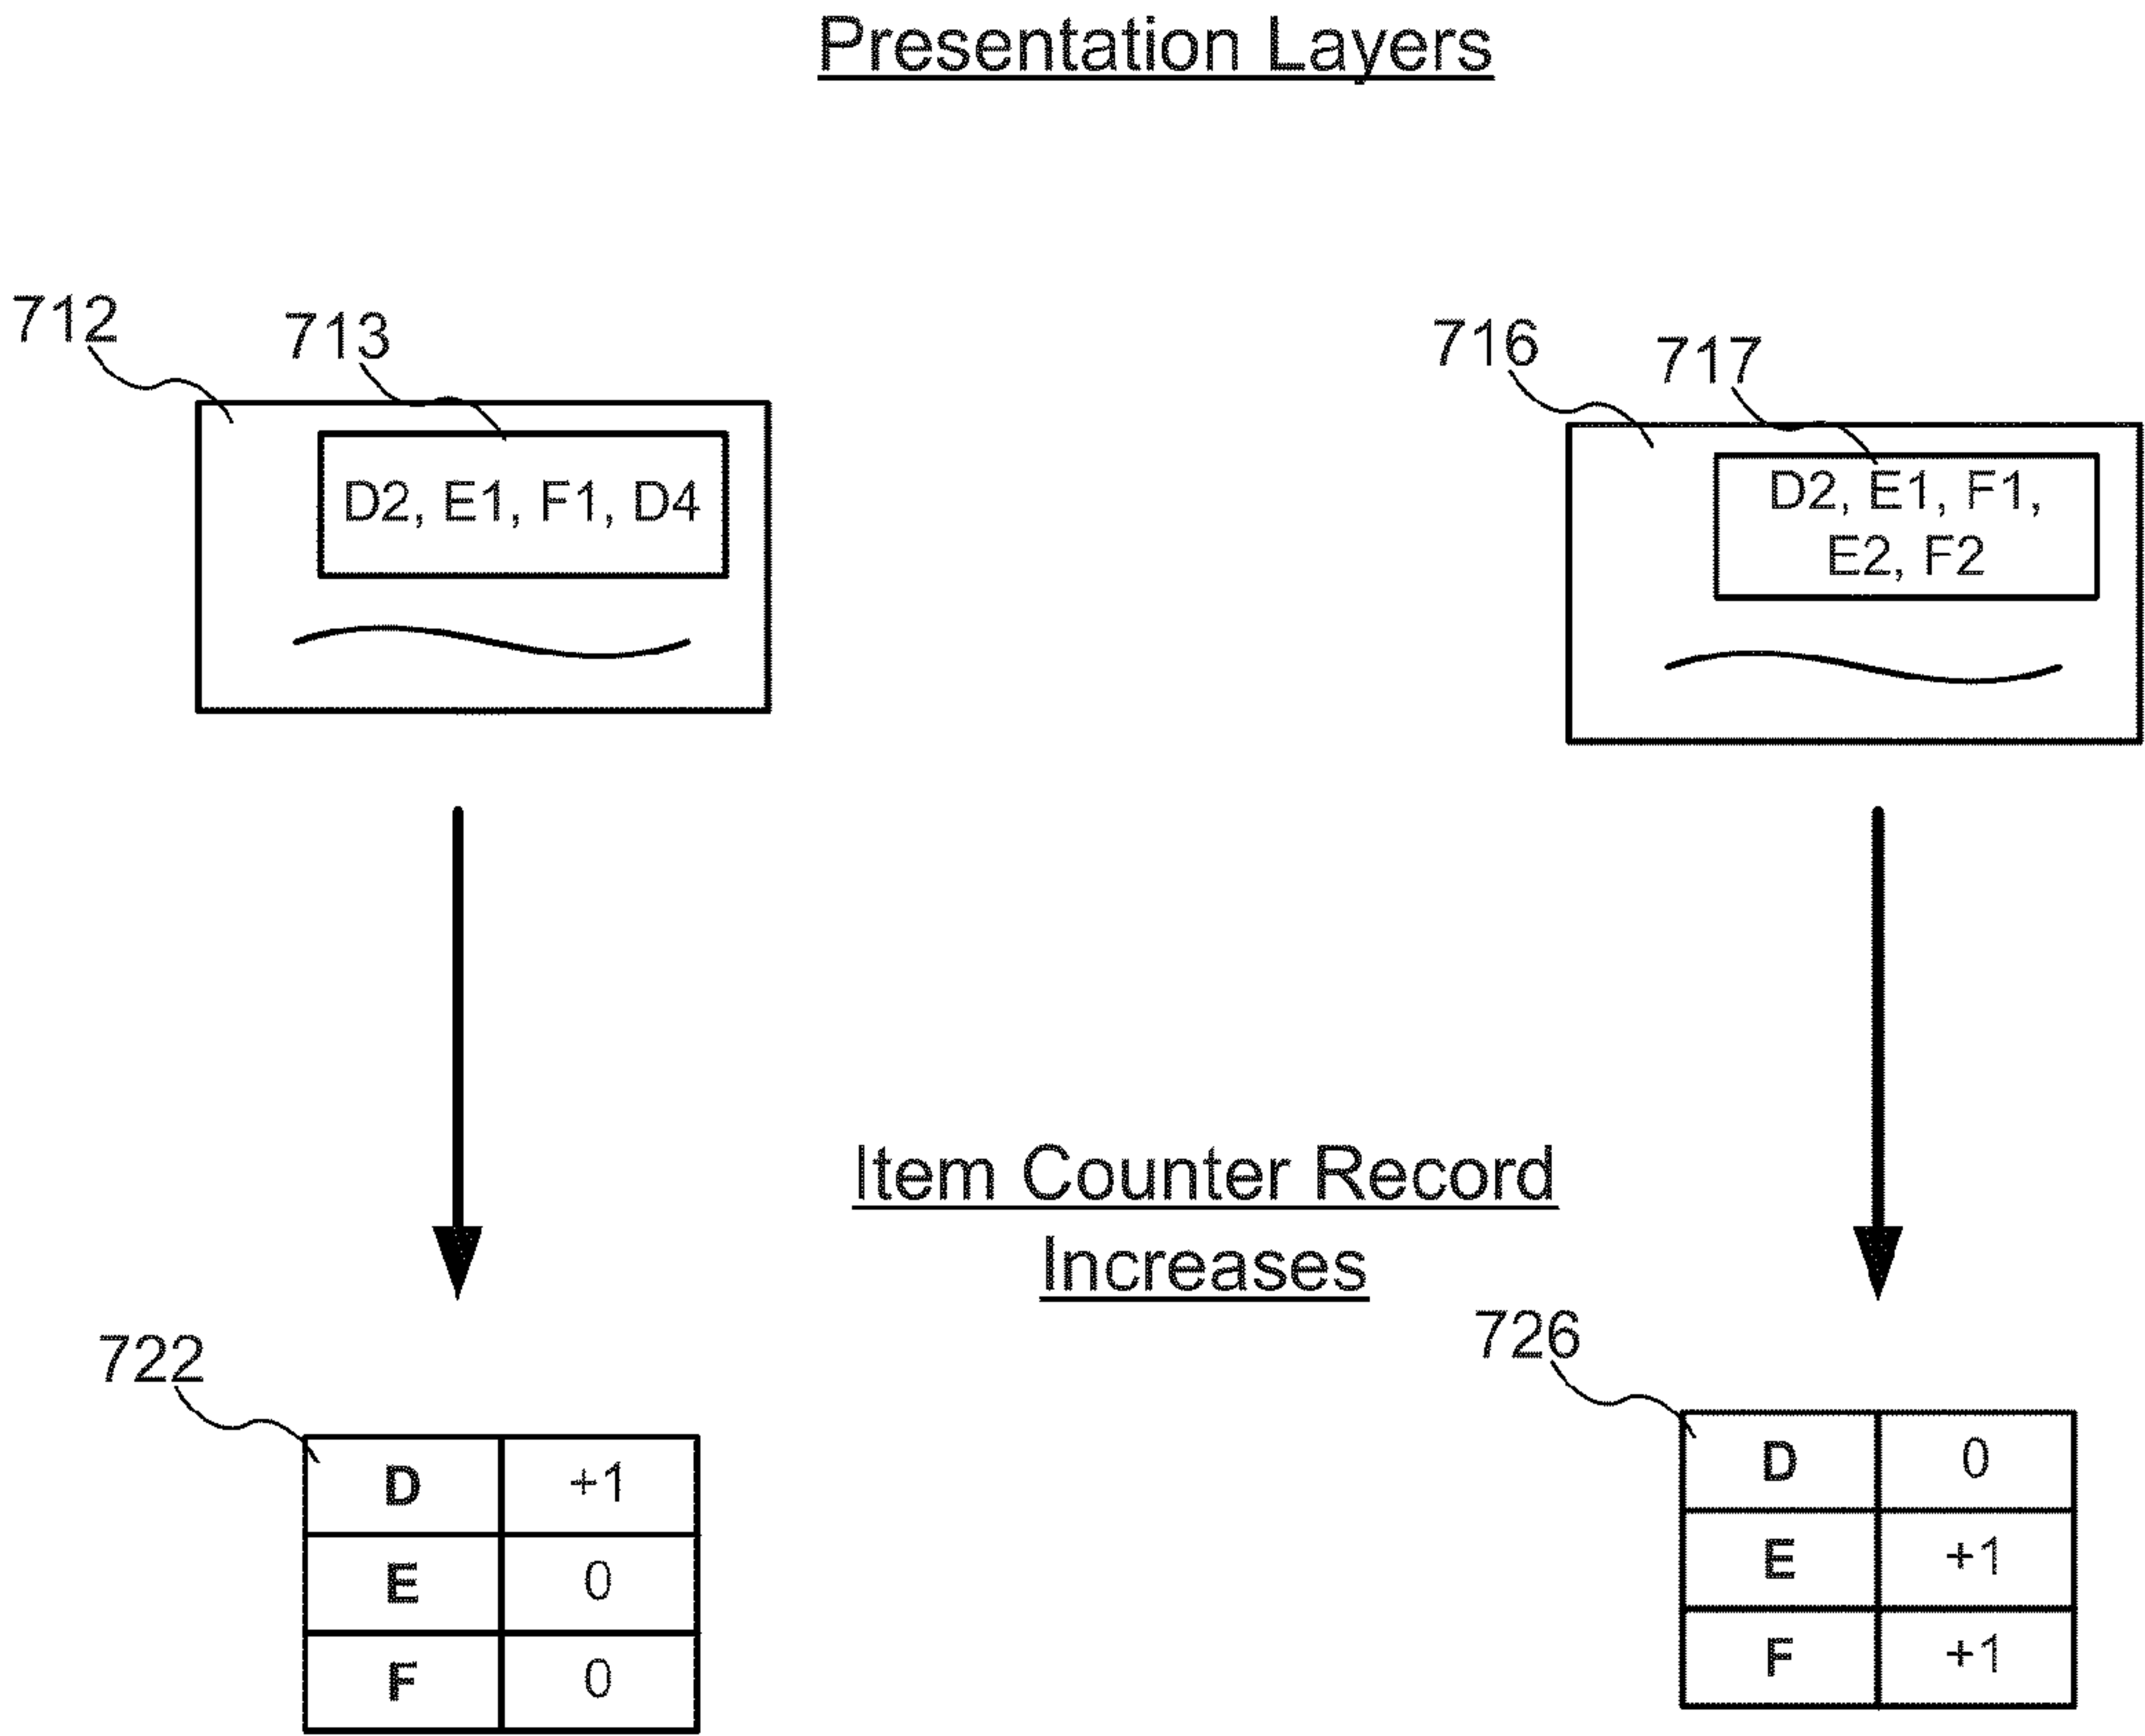 Presentation Layers
712
713
D2, E1, F1, D4
716
717
D2, E1, F1,
E2, F2
Item Counter Record
Increases
722
D +1
E 0
F 0
726
D 0
E +1
F +1